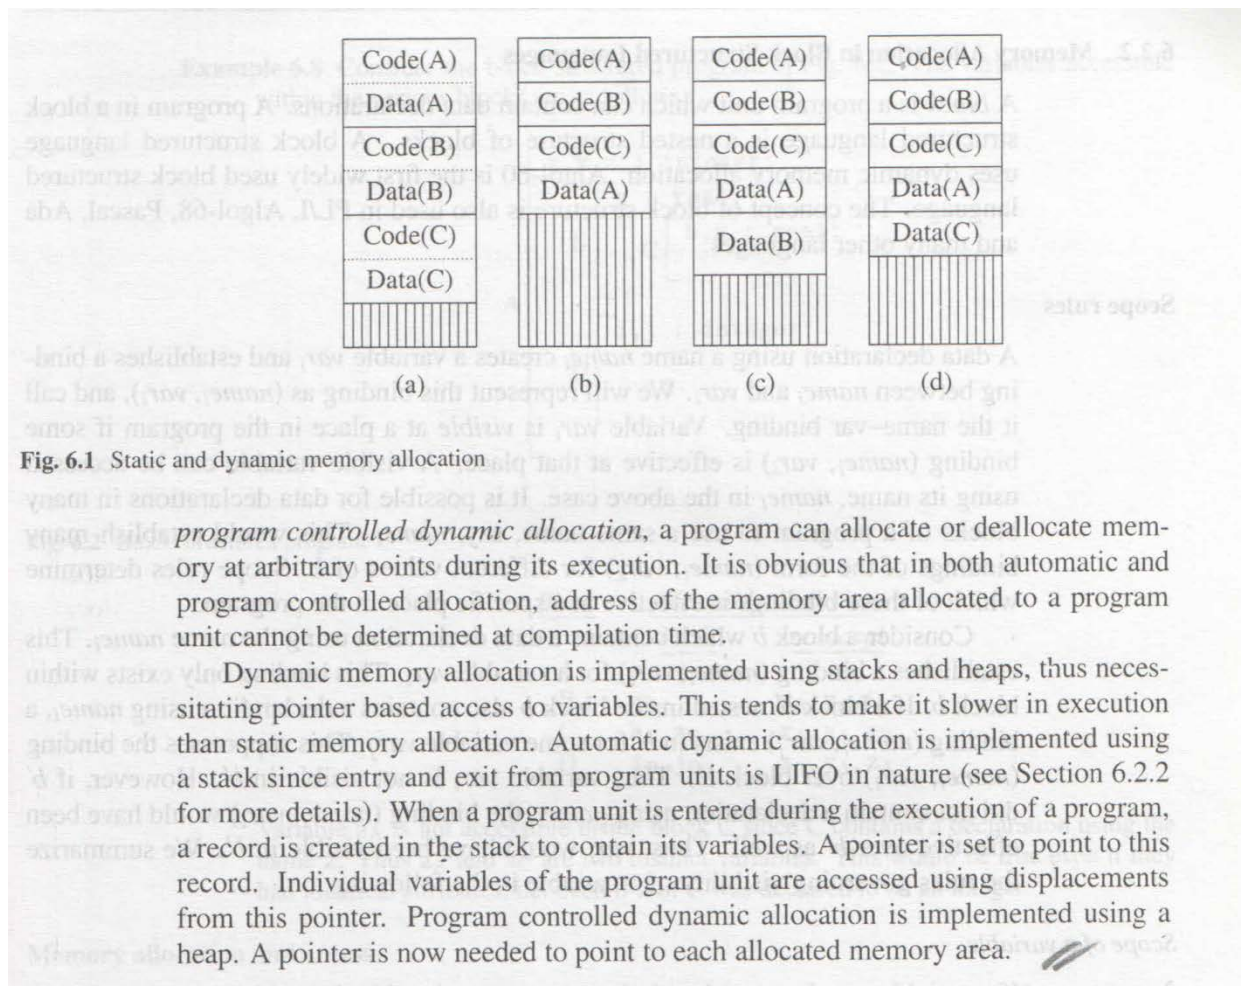 Code(A) Code(A) Code(A) Code(A)
Data(A) Code(B) Code(B) Code(B)
Code(B) Code(C) Code(C) Code(C)
Data(B) Data(A) Data(A) Data(A)
Code(C) Data(B) Data(C)
Data(C)
(a) (b) (c) (d)
Fig. 6.1 Static and dynamic memory allocation
program controlled dynamic allocation, a program can allocate or deallocate mem-
ory at arbitrary points during its execution. It is obvious that in both automatic and
program controlled allocation, address of the memory area allocated to a program
unit cannot be determined at compilation time.
Dynamic memory allocation is implemented using stacks and heaps, thus neces-
sitating pointer based access to variables. This tends to make it slower in execution
than static memory allocation. Automatic dynamic allocation is implemented using
a stack since entry and exit from program units is LIFO in nature (see Section 6.2.2
for more details). When a program unit is entered during the execution of a program,
a record is created in the stack to contain its variables. A pointer is set to point to this
record. Individual variables of the program unit are accessed using displacements
from this pointer. Program controlled dynamic allocation is implemented using a
heap. A pointer is now needed to point to each allocated memory area.